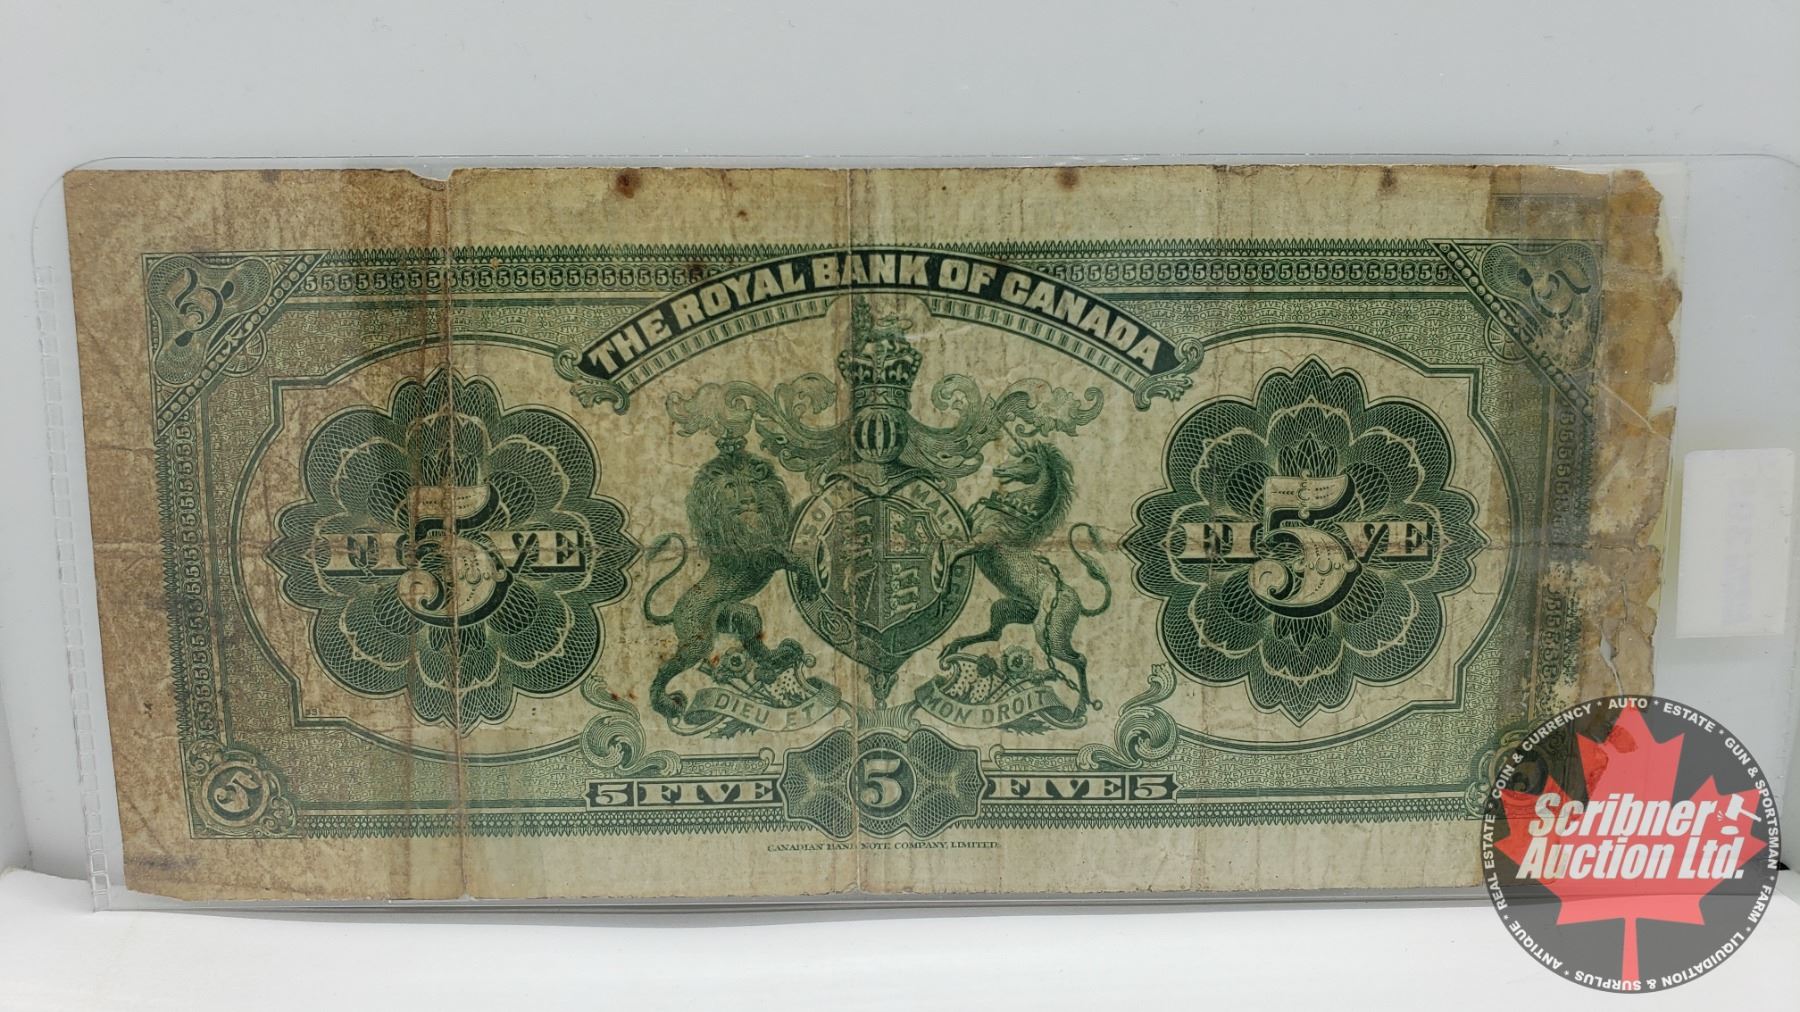 THE ROYAL BANK OF CANADA
5 5 5 5
FIVE 5
FIVE 5
DIEU ET MON DROIT
5 FIVE 5 FIVE 5
CANADIAN BANK NOTE COMPANY, LIMITED.
Scribner
Auction Ltd.
REAL ESTATE * COIN & CURRENCY * AUTO * ESTATE * GUN & SPORTSMAN * FARM * LIQUIDATION & SURPLUS * ANTIQUE *